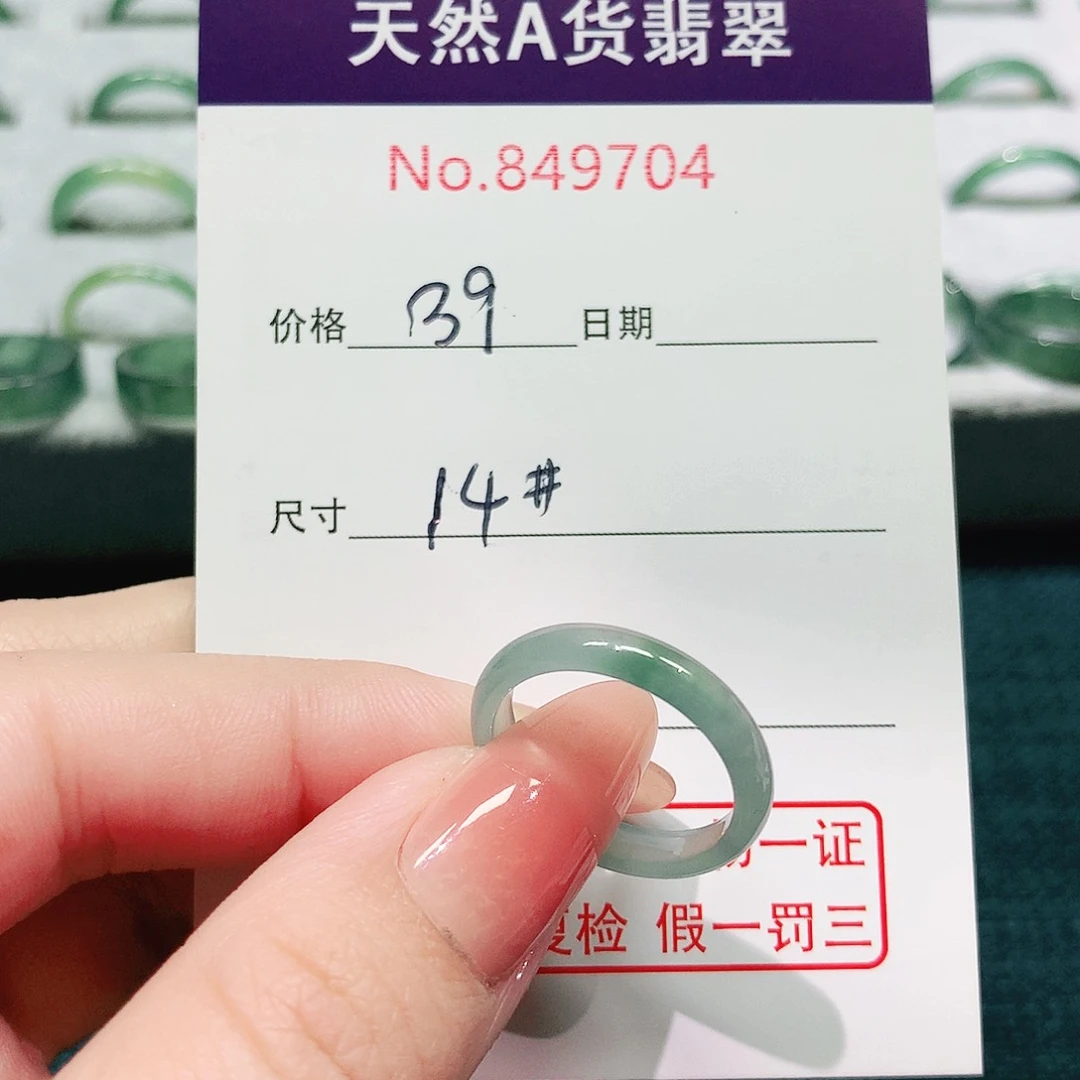 天然A货翡翠
No.849704
价格 39 日期
尺寸 14#
一证
检 假一罚三